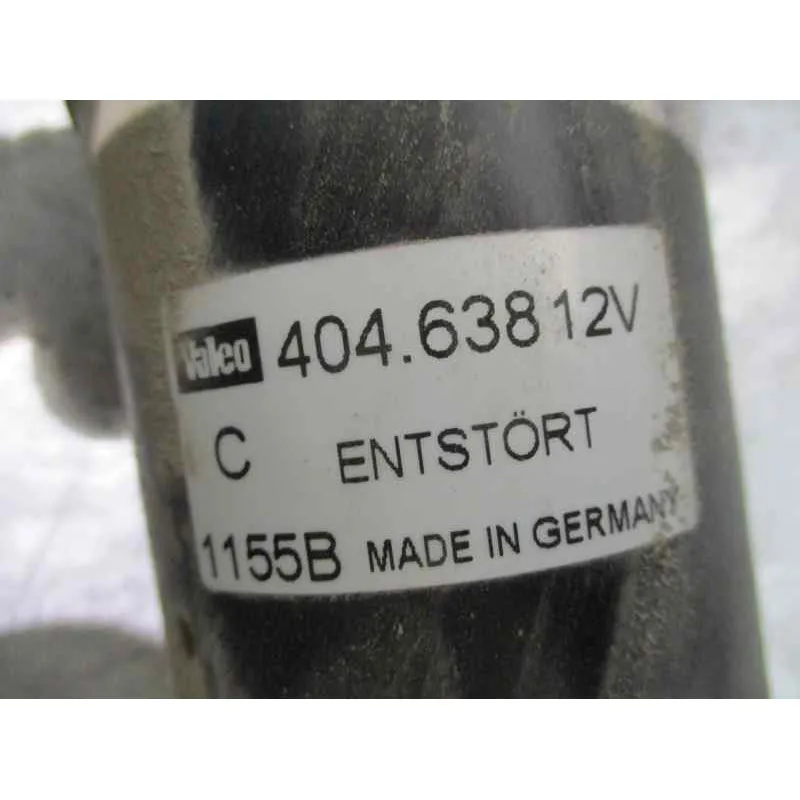 Valeo 404.638 12V
C ENTSTÖRT
1155B MADE IN GERMANY